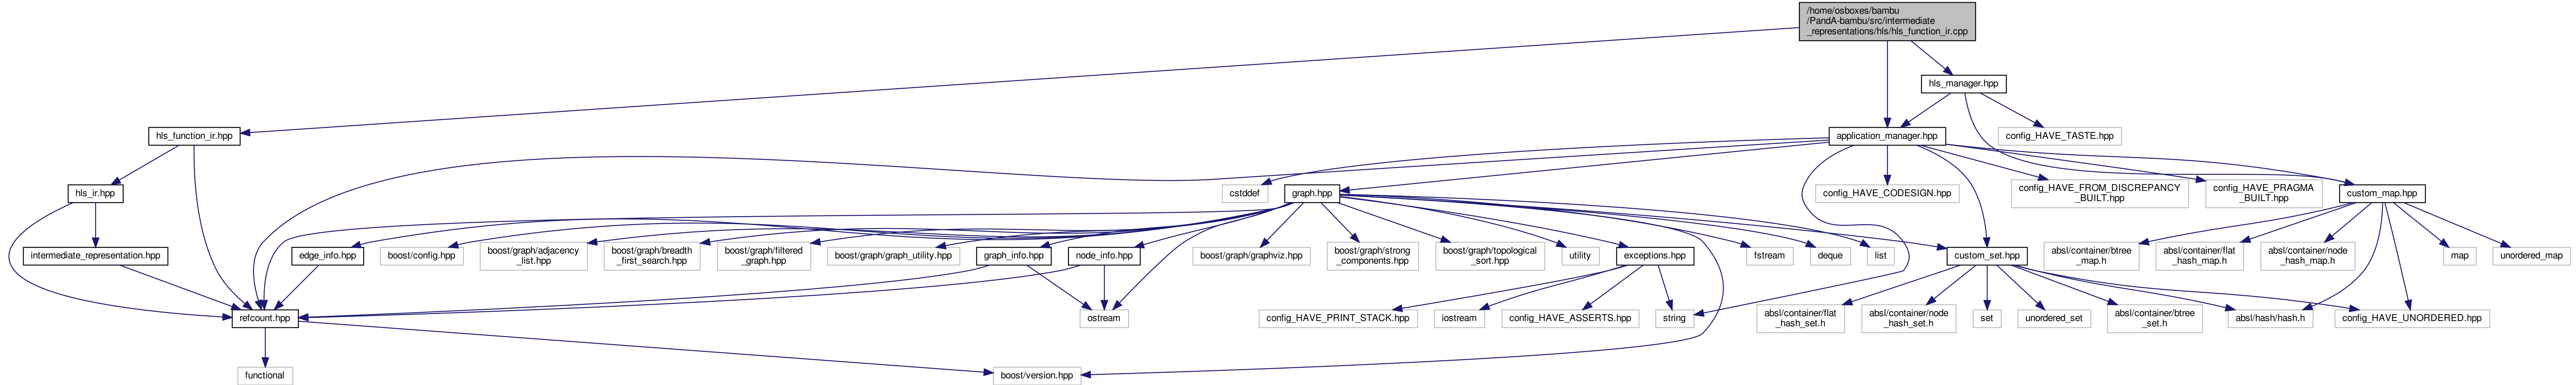 /home/osboxes/bambu
/PandA-bambu/src/intermediate
_representations/hls/hls_function_ir.cpp
hls_manager.hpp
hls_function_ir.hpp
application_manager.hpp
config_HAVE_TASTE.hpp
hls_ir.hpp
cstddef
graph.hpp
config_HAVE_CODESIGN.hpp
config_HAVE_FROM_DISCREPANCY
_BUILT.hpp
config_HAVE_PRAGMA
_BUILT.hpp
custom_map.hpp
intermediate_representation.hpp
edge_info.hpp
boost/config.hpp
boost/graph/adjacency
_list.hpp
boost/graph/breadth
_first_search.hpp
boost/graph/filtered
_graph.hpp
boost/graph/graph_utility.hpp
graph_info.hpp
node_info.hpp
boost/graph/graphviz.hpp
boost/graph/strong
_components.hpp
boost/graph/topological
_sort.hpp
utility
exceptions.hpp
fstream
deque
list
custom_set.hpp
absl/container/btree
_map.h
absl/container/flat
_hash_map.h
absl/container/node
_hash_map.h
map
unordered_map
refcount.hpp
ostream
config_HAVE_PRINT_STACK.hpp
iostream
config_HAVE_ASSERTS.hpp
string
absl/container/flat
_hash_set.h
absl/container/node
_hash_set.h
set
unordered_set
absl/container/btree
_set.h
absl/hash/hash.h
config_HAVE_UNORDERED.hpp
functional
boost/version.hpp